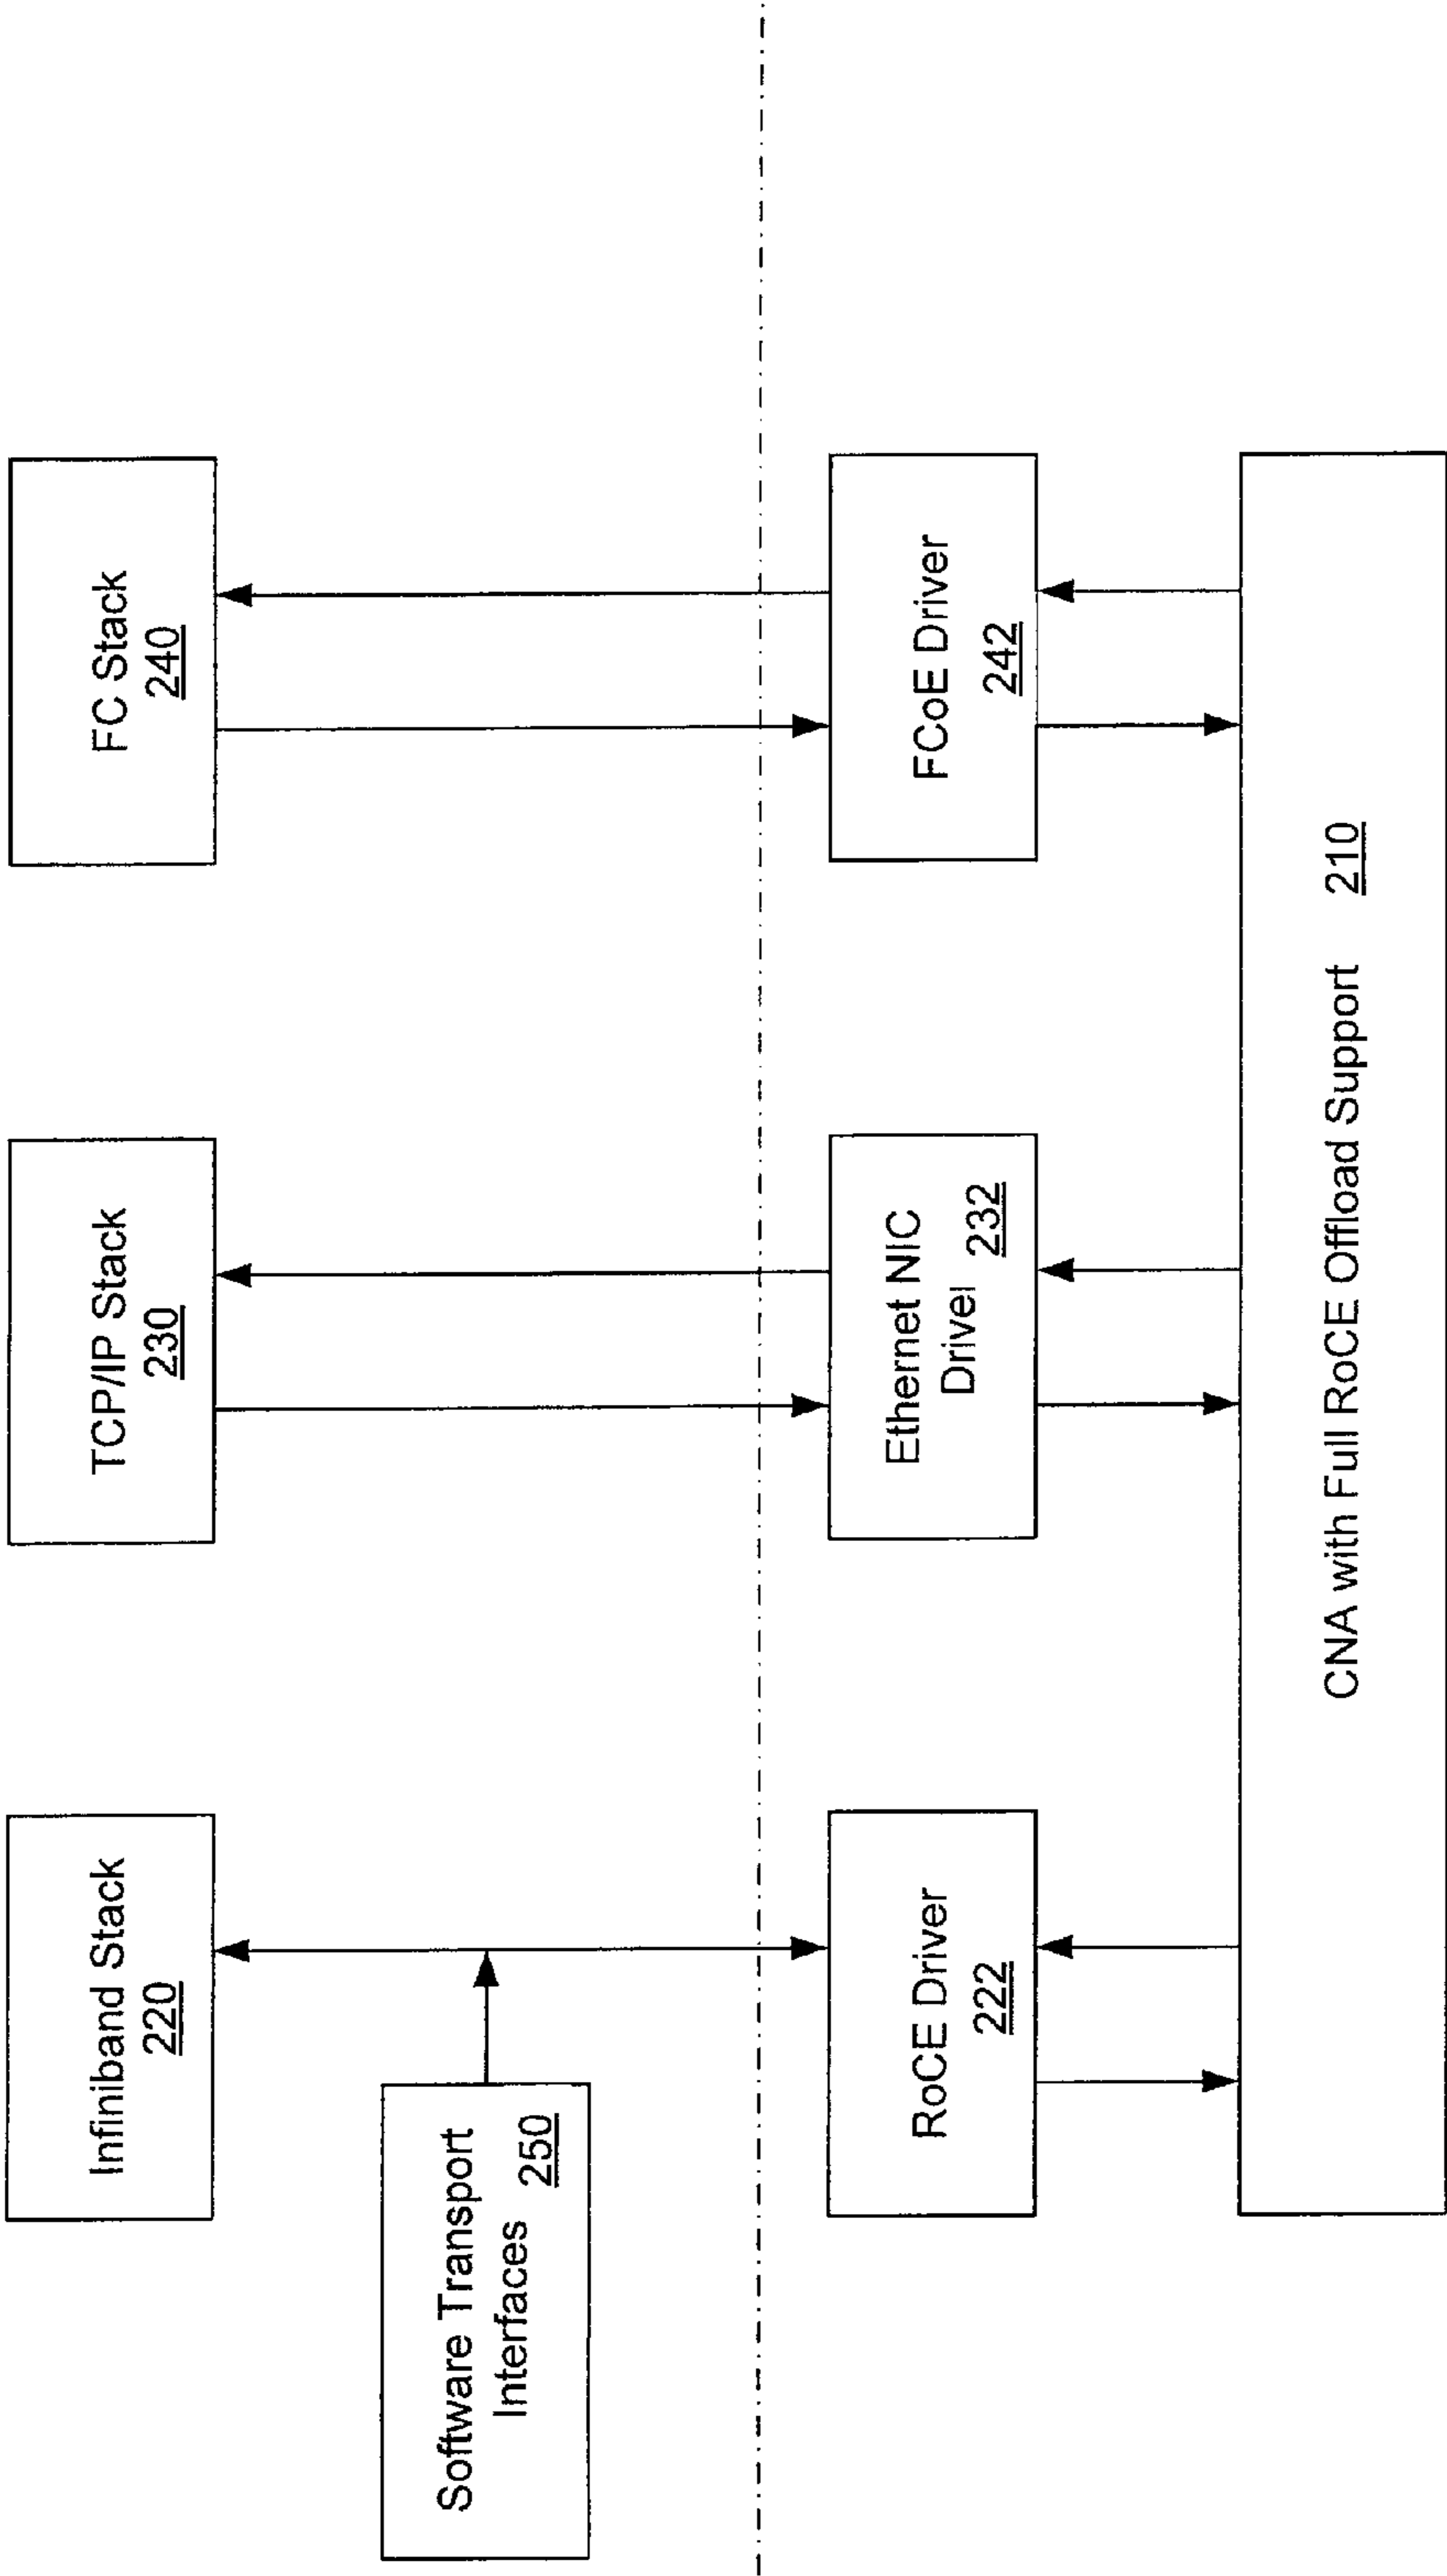 Infiniband Stack
220
TCP/IP Stack
230
FC Stack
240
Software Transport
Interfaces 250
RoCE Driver
222
Ethernet NIC
Driver 232
FCoE Driver
242
CNA with Full RoCE Offload Support 210